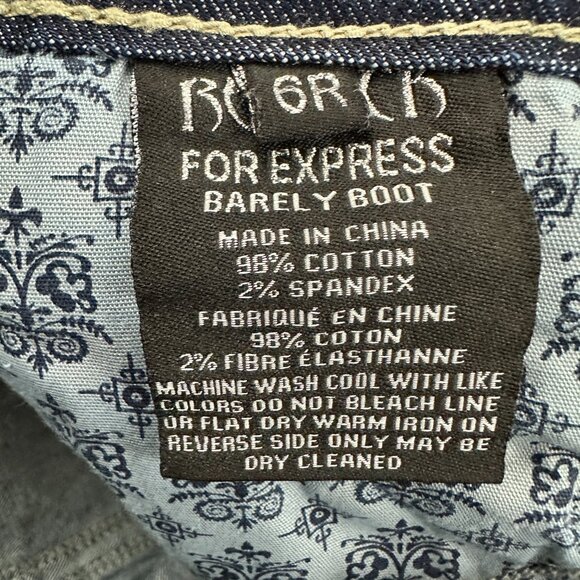 6R
FOR EXPRESS
BARELY BOOT
MADE IN CHINA
98% COTTON
2% SPANDEX
FABRIQUÉ EN CHINE
98% COTON
2% FIBRE ÉLASTHANNE
MACHINE WASH COOL WITH LIKE
COLORS DO NOT BLEACH LINE
OR FLAT DRY WARM IRON ON
REVERSE SIDE ONLY MAY BE
DRY CLEANED